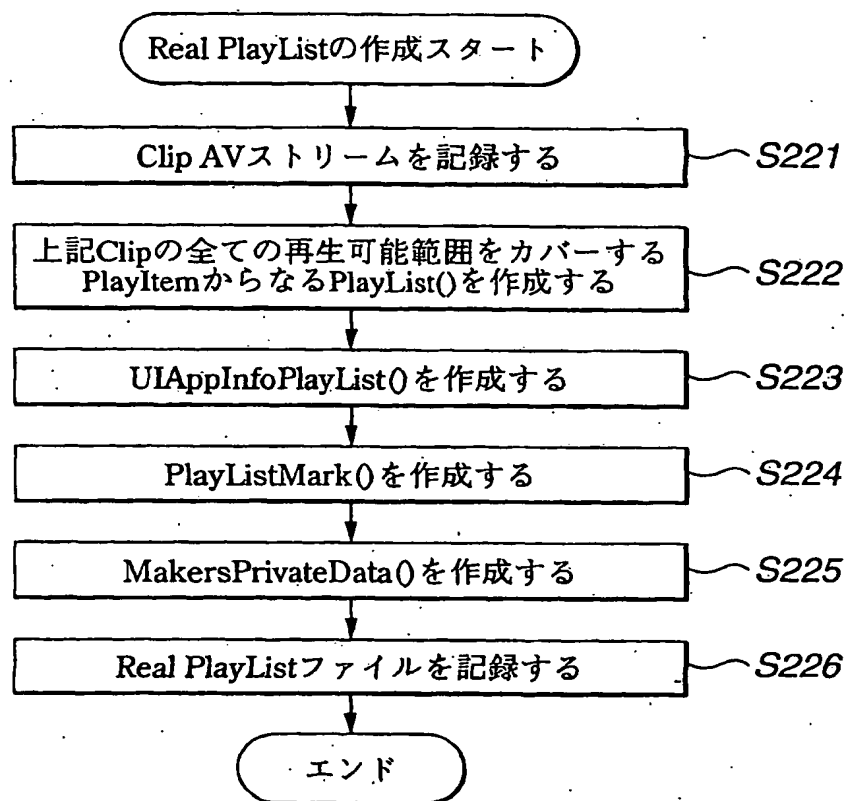 Real PlayListの作成スタート
Clip AVストリームを記録する
S221
上記Clipの全ての再生可能範囲をカバーする
PlayItemからなるPlayList()を作成する
S222
UIAppInfoPlayList()を作成する
S223
PlayListMark()を作成する
S224
MakersPrivateData()を作成する
S225
Real PlayListファイルを記録する
S226
エンド